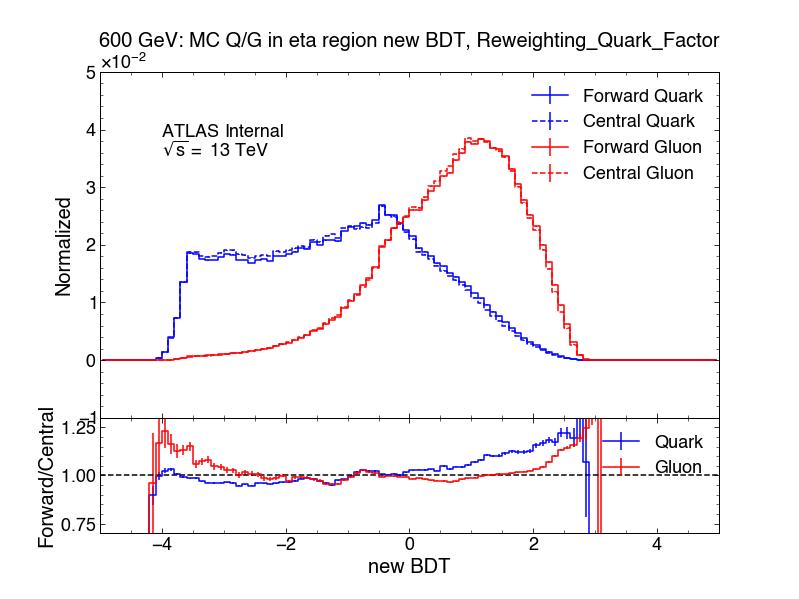 600 GeV: MC Q/G in eta region new BDT, Reweighting_Quark_Factor
×10⁻²
5
4
3
2
1
0
−1
Normalized
ATLAS Internal
√s = 13 TeV
Forward Quark
Central Quark
Forward Gluon
Central Gluon
1.25
1.00
0.75
Forward/Central
Quark
Gluon
−4 −2 0 2 4
new BDT